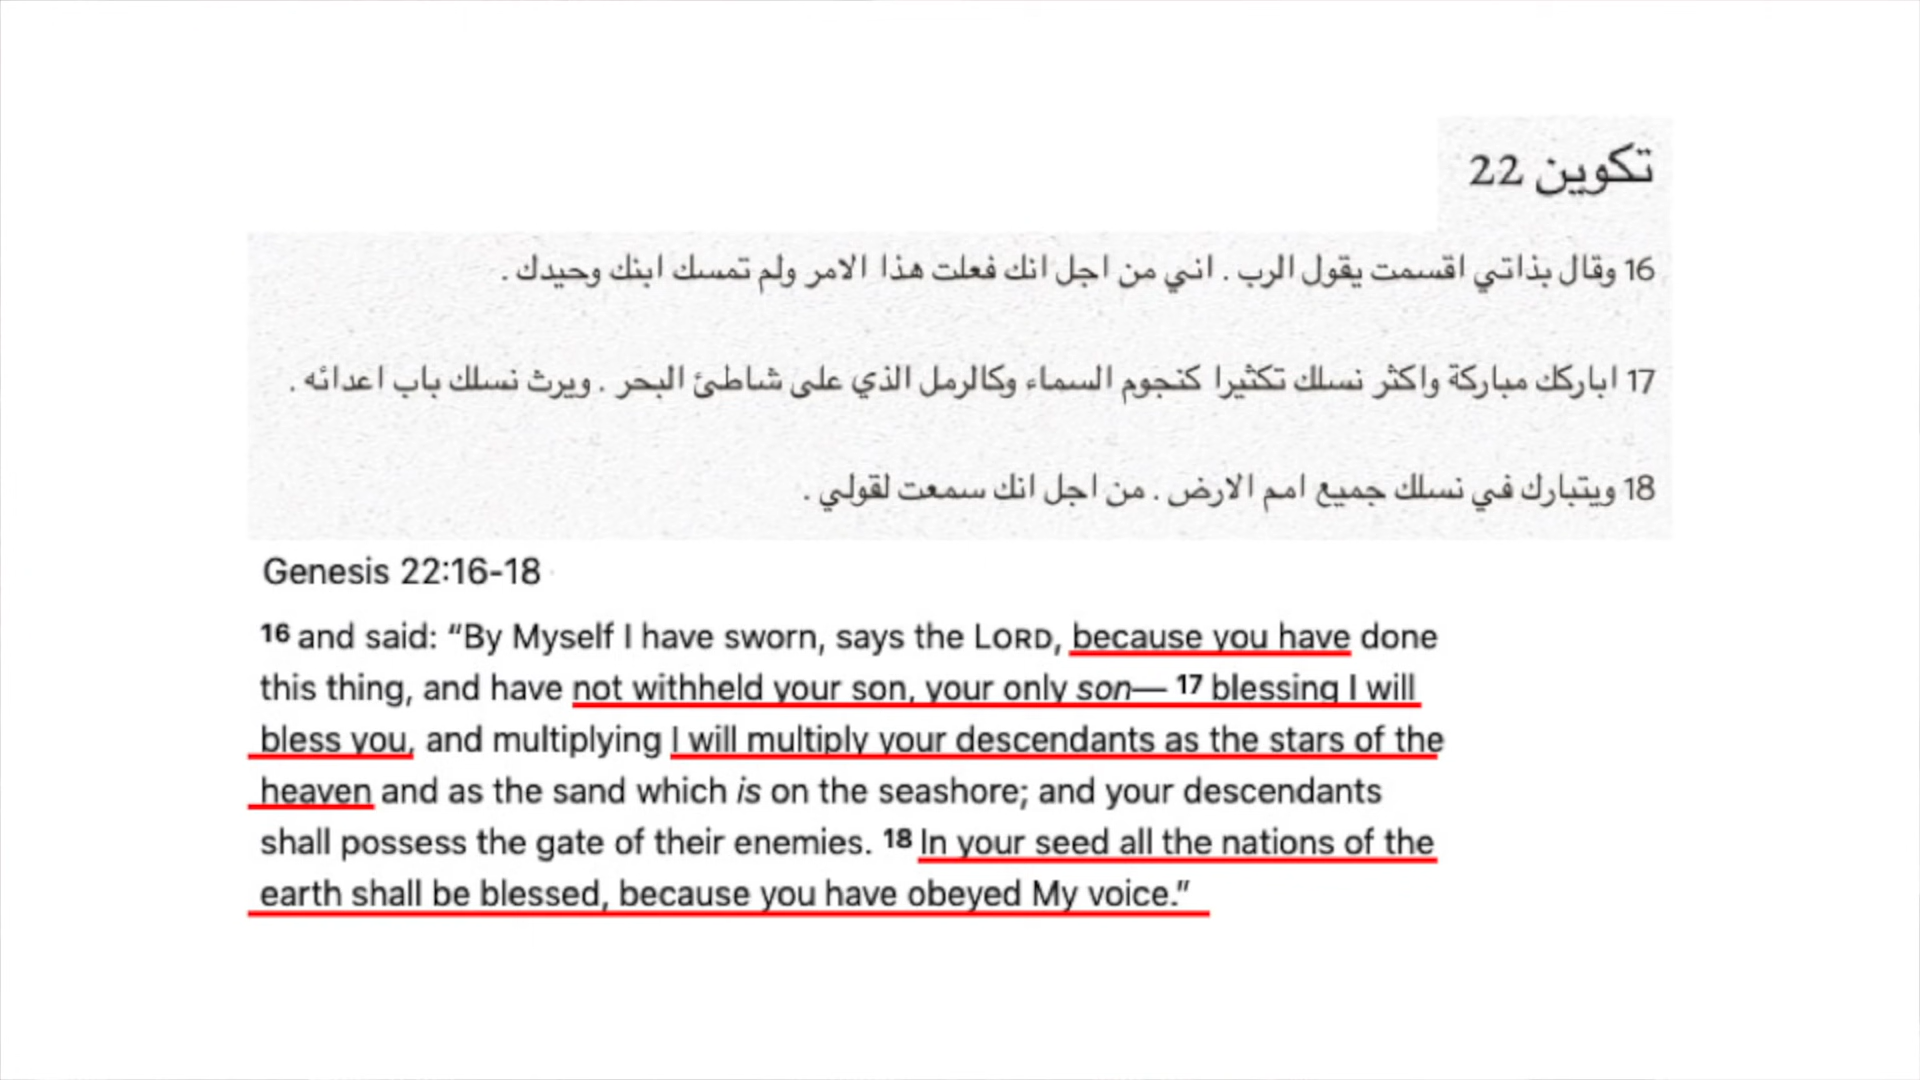 تكوين 22
16 وقال بذاتي اقسمت يقول الرب . اني من اجل انك فعلت هذا الامر ولم تمسك ابنك وحيدك .
17 اباركك مباركة واكثر نسلك تكثيرا كنجوم السماء وكالرمل الذي على شاطئ البحر . ويرث نسلك باب اعدائه .
18 ويتبارك في نسلك جميع امم الارض . من اجل انك سمعت لقولي .
Genesis 22:16-18
16 and said: “By Myself I have sworn, says the LORD, because you have done
this thing, and have not withheld your son, your only son— 17 blessing I will
bless you, and multiplying I will multiply your descendants as the stars of the
heaven and as the sand which is on the seashore; and your descendants
shall possess the gate of their enemies. 18 In your seed all the nations of the
earth shall be blessed, because you have obeyed My voice.”